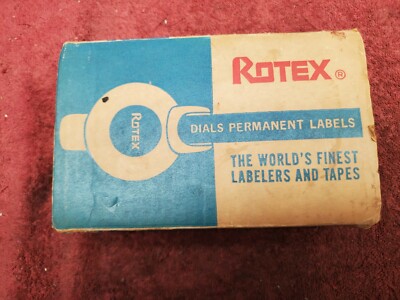 ROTEX®
ROTEX
DIALS PERMANENT LABELS
THE WORLD'S FINEST
LABELERS AND TAPES